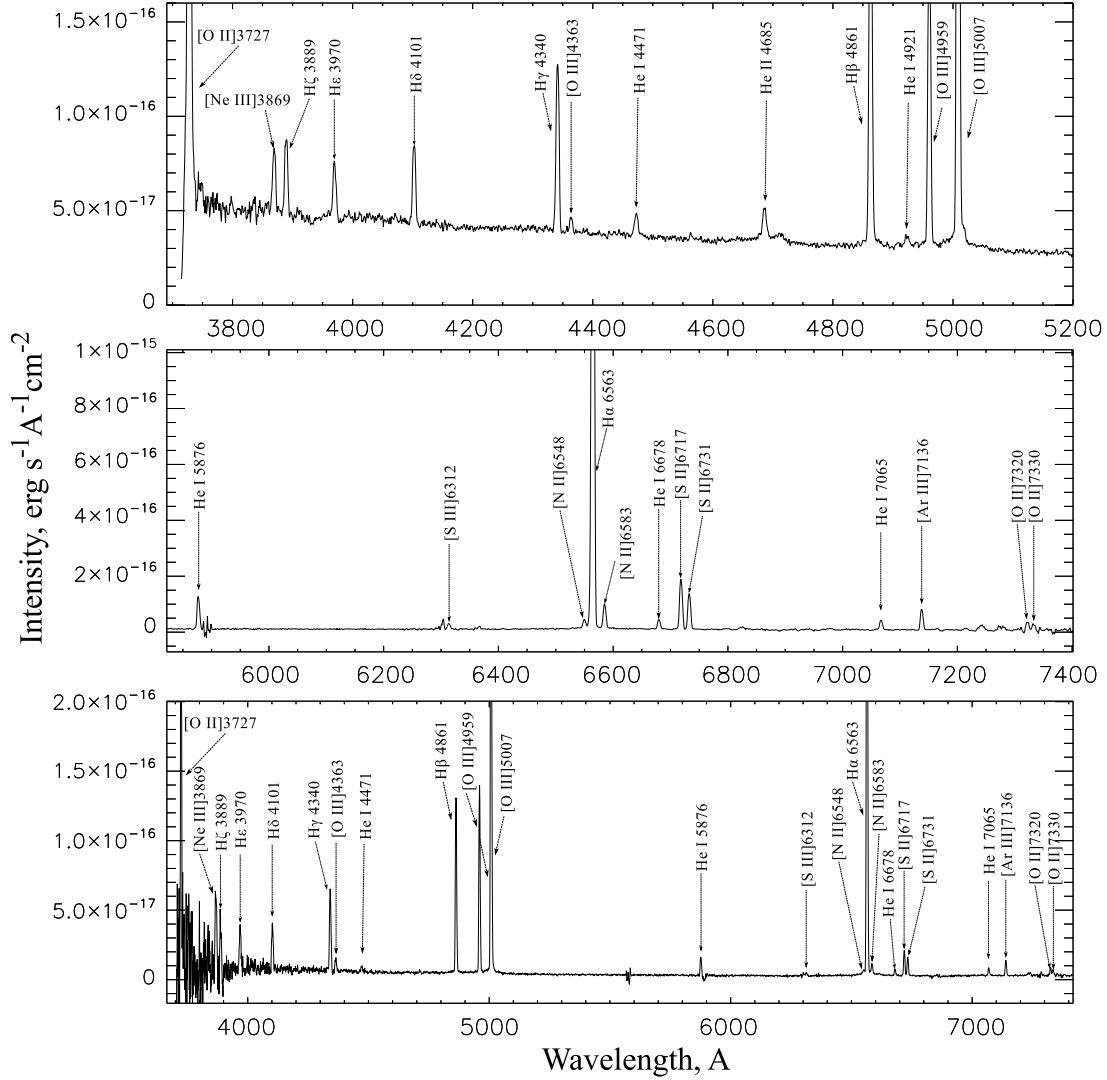 1.5×10⁻¹⁶
1.0×10⁻¹⁶
5.0×10⁻¹⁷
0
[O II]3727
[Ne III]3869
Hζ 3889
Hε 3970
Hδ 4101
Hγ 4340
[O III]4363
He I 4471
He II 4685
Hβ 4861
He I 4921
[O III]4959
[O III]5007
3800 4000 4200 4400 4600 4800 5000 5200
Intensity, erg s⁻¹A⁻¹cm⁻²
1×10⁻¹⁵
8×10⁻¹⁶
6×10⁻¹⁶
4×10⁻¹⁶
2×10⁻¹⁶
0
He I 5876
[S III]6312
[N II]6548
Hα 6563
[N II]6583
He I 6678
[S II]6717
[S II]6731
He I 7065
[Ar III]7136
[O II]7320
[O II]7330
6000 6200 6400 6600 6800 7000 7200 7400
2.0×10⁻¹⁶
1.5×10⁻¹⁶
1.0×10⁻¹⁶
5.0×10⁻¹⁷
0
[O II]3727
[Ne III]3869
Hζ 3889
Hε 3970
Hδ 4101
Hγ 4340
[O III]4363
He I 4471
Hβ 4861
[O III]4959
[O III]5007
He I 5876
[S III]6312
[N II]6548
Hα 6563
[N II]6583
He I 6678
[S II]6717
[S II]6731
He I 7065
[Ar III]7136
[O II]7320
[O II]7330
4000 5000 6000 7000
Wavelength, A